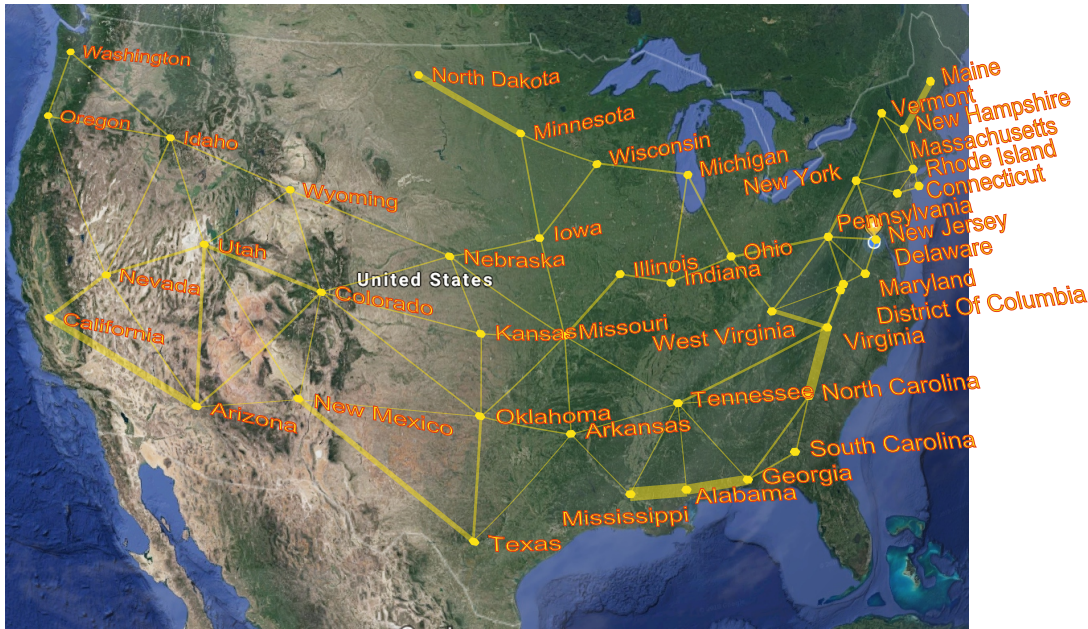 Washington
North Dakota
Maine
Vermont
New Hampshire
Oregon
Idaho
Minnesota
Massachusetts
Wisconsin
Michigan
Rhode Island
New York
Connecticut
Wyoming
Pennsylvania
New Jersey
Iowa
Utah
Nebraska
Ohio
Delaware
Illinois
Indiana
United States
Nevada
Colorado
Maryland
District Of Columbia
California
Kansas
Missouri
West Virginia
Virginia
Tennessee
North Carolina
Arizona
New Mexico
Oklahoma
Arkansas
South Carolina
Georgia
Alabama
Mississippi
Texas